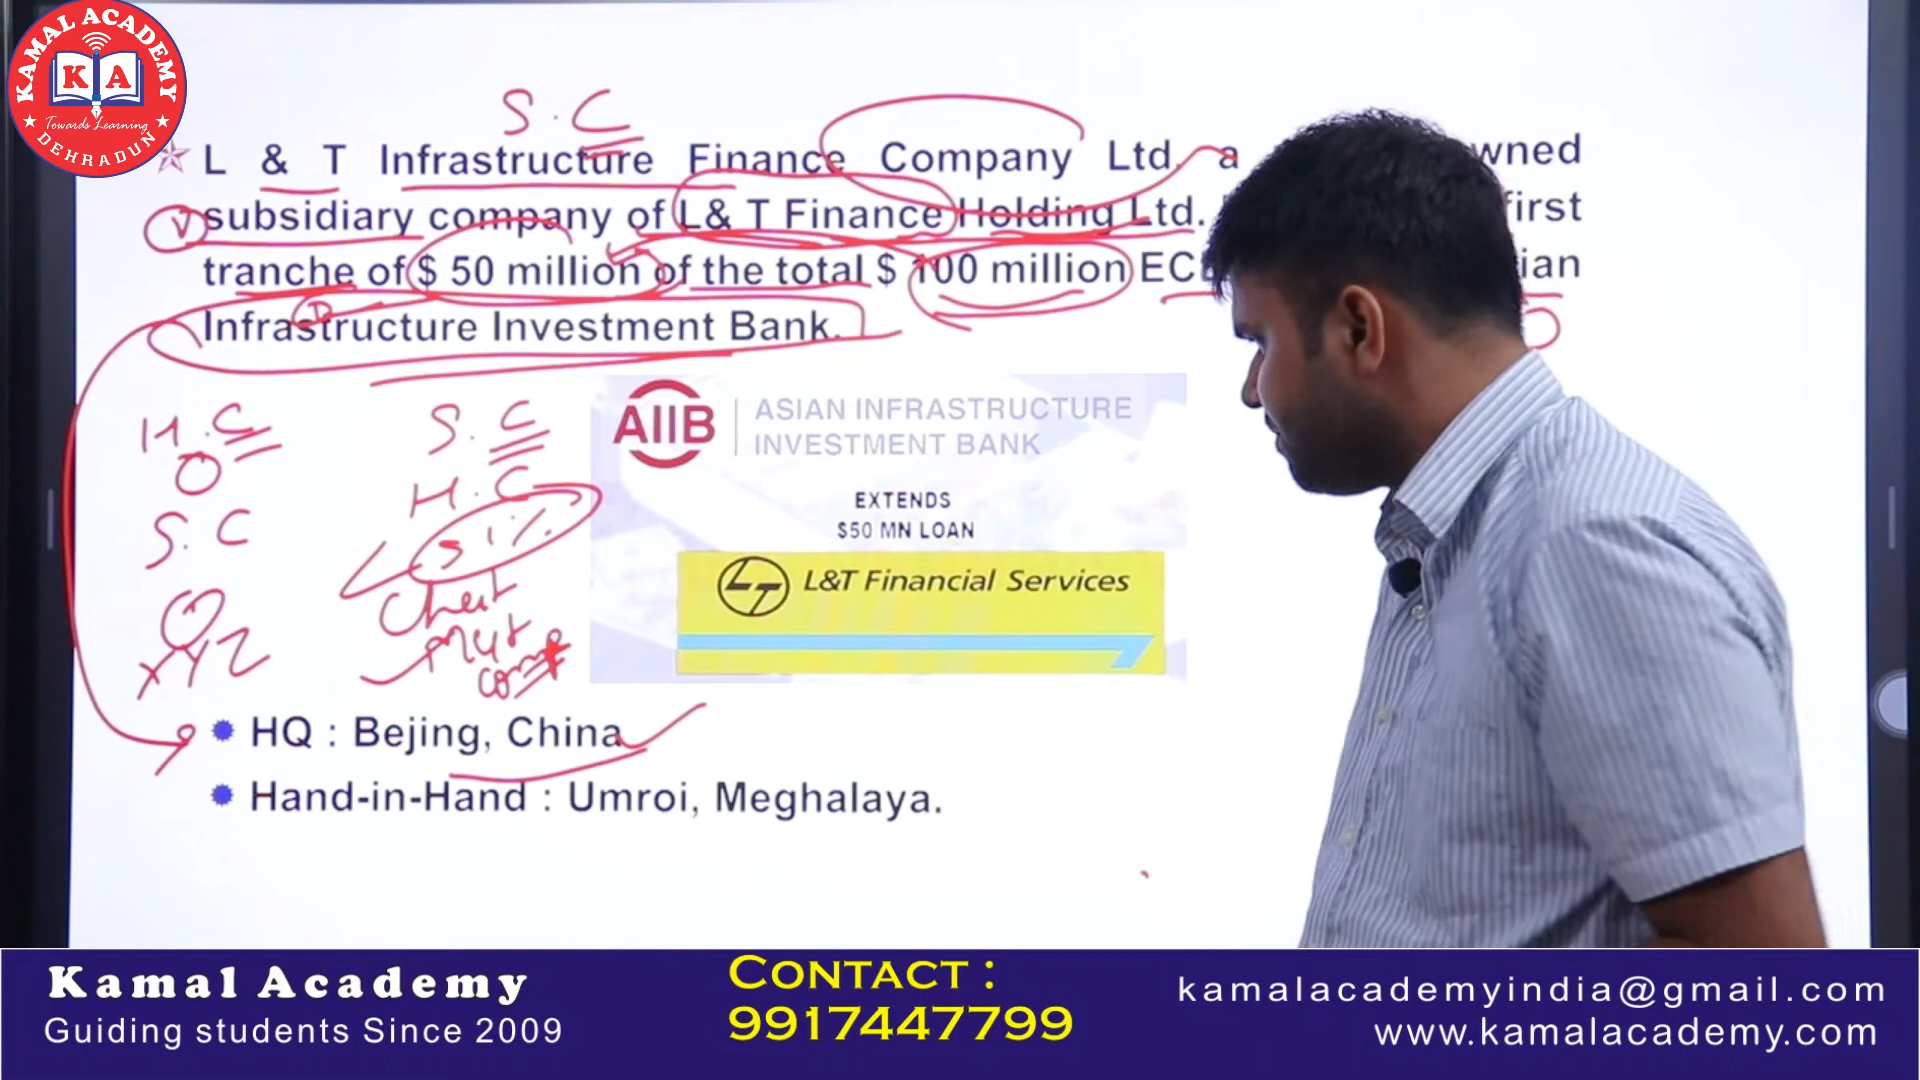 KAMAL ACADEMY
K A
Towards Learning
DEHRADUN
S.C
L & T Infrastructure Finance Company Ltd. a wned
subsidiary company of L& T Finance Holding Ltd. first
tranche of $ 50 million of the total $ 100 million EC ian
Infrastructure Investment Bank.
H.C
S.C
S.C
H.C
51%
XYZ
AIIB
ASIAN INFRASTRUCTURE
INVESTMENT BANK
EXTENDS
$50 MN LOAN
L&T Financial Services
HQ : Bejing, China
Hand-in-Hand : Umroi, Meghalaya.
Kamal Academy
Guiding students Since 2009
CONTACT :
9917447799
kamalacademyindia@gmail.com
www.kamalacademy.com